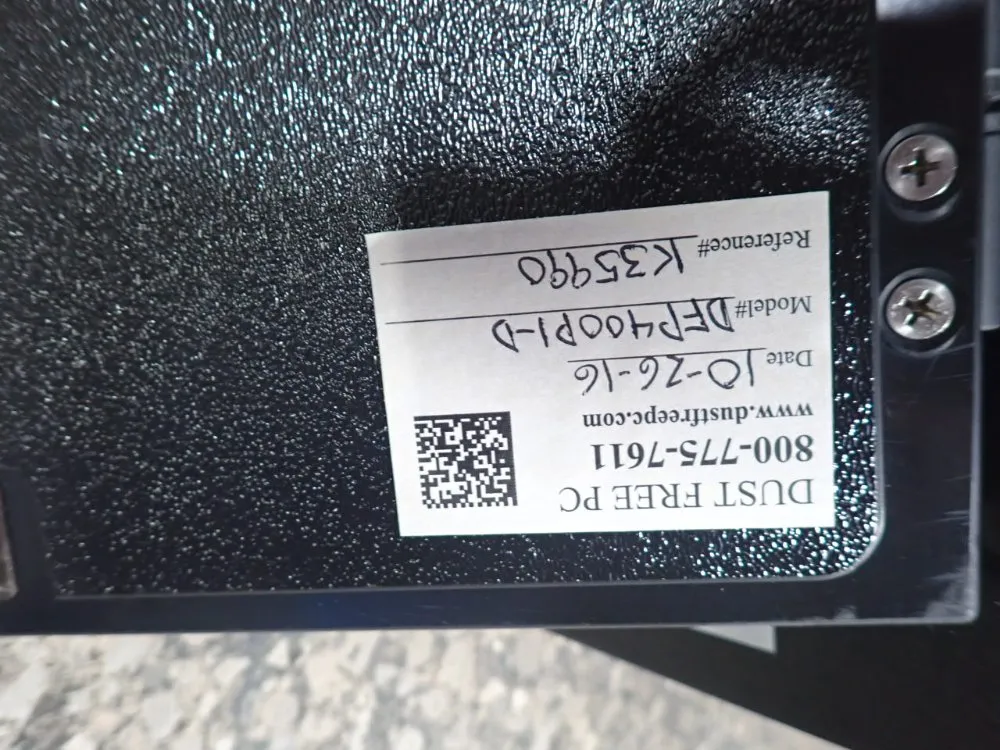 DUST FREE PC
800-775-7611
www.dustfreepc.com
Date 10-26-16
Model# DFP400P1-D
Reference# K35990